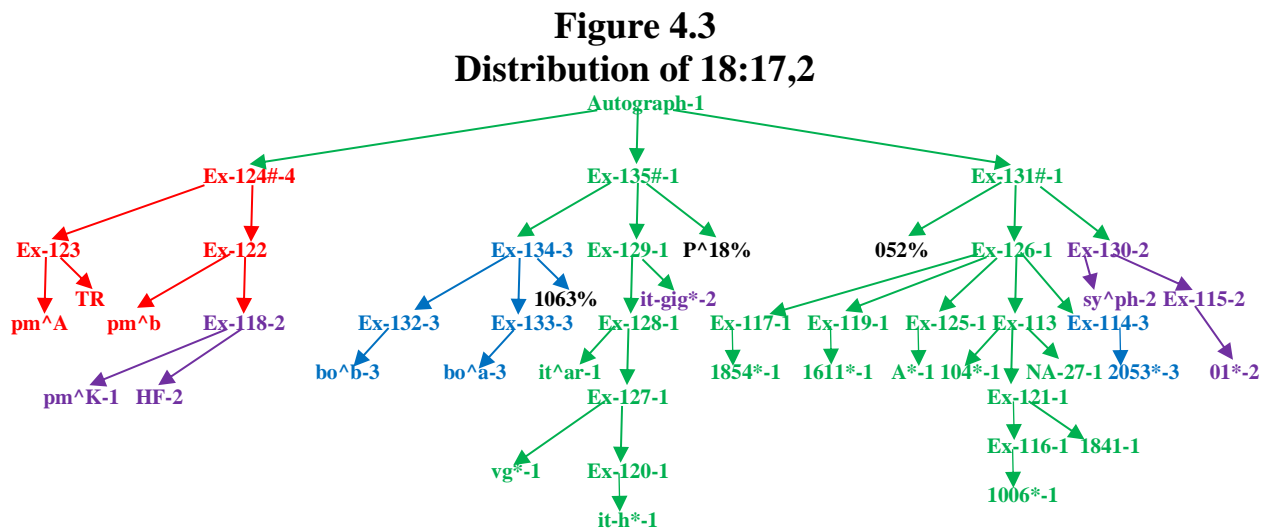 Figure 4.3
Distribution of 18:17,2
Autograph-1
Ex-124#-4 Ex-135#-1 Ex-131#-1
Ex-123 Ex-122 Ex-134-3 Ex-129-1 P^18% 052% Ex-126-1 Ex-130-2
TR 1063% it-gig*-2 sy^ph-2 Ex-115-2
pm^A pm^b Ex-118-2 Ex-132-3 Ex-133-3 Ex-128-1 Ex-117-1 Ex-119-1 Ex-125-1 Ex-113 Ex-114-3
bo^b-3 bo^a-3 it^ar-1 1854*-1 1611*-1 A*-1 104*-1 NA-27-1 2053*-3 01*-2
pm^K-1 HF-2 Ex-127-1 Ex-121-1
Ex-116-1 1841-1
vg*-1 Ex-120-1
1006*-1
it-h*-1